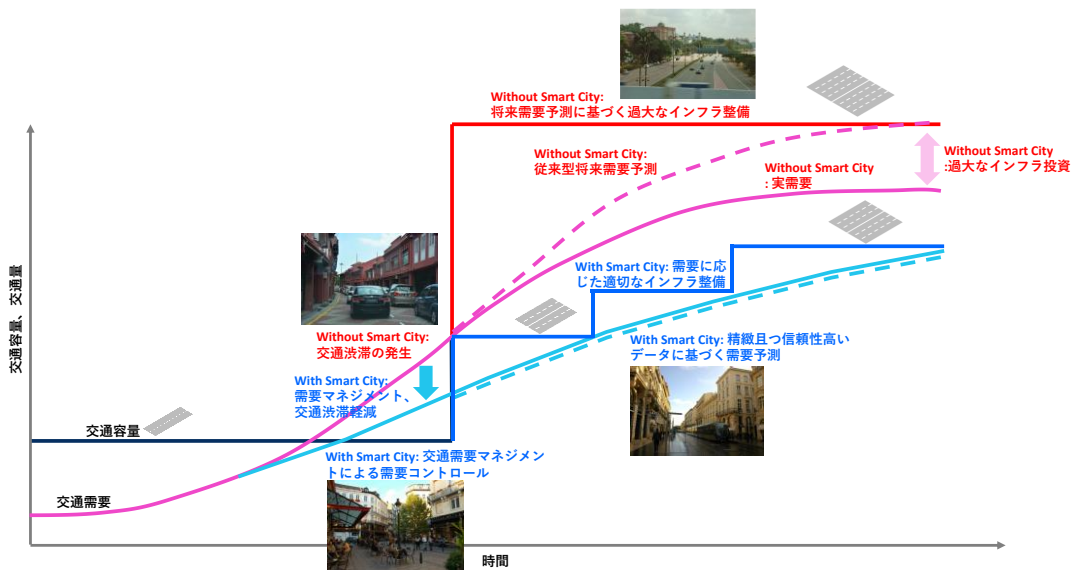 Without Smart City:
将来需要予測に基づく過大なインフラ整備
Without Smart City:
従来型将来需要予測
Without Smart City
: 実需要
Without Smart City
:過大なインフラ投資
With Smart City: 需要に応
じた適切なインフラ整備
Without Smart City:
交通渋滞の発生
With Smart City:
需要マネジメント、
交通渋滞軽減
With Smart City: 精緻且つ信頼性高い
データに基づく需要予測
交通容量、交通量
交通容量
With Smart City: 交通需要マネジメン
トによる需要コントロール
交通需要
時間